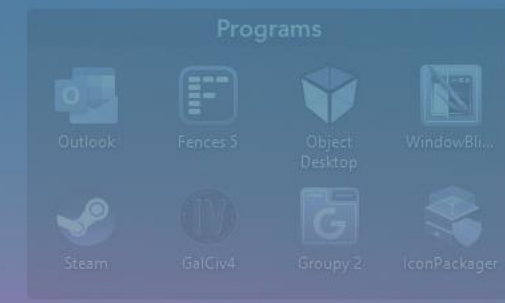 Programs
Outlook
Fences 5
Object
Desktop
WindowBli...
Steam
GalCiv4
Groupy 2
IconPackager